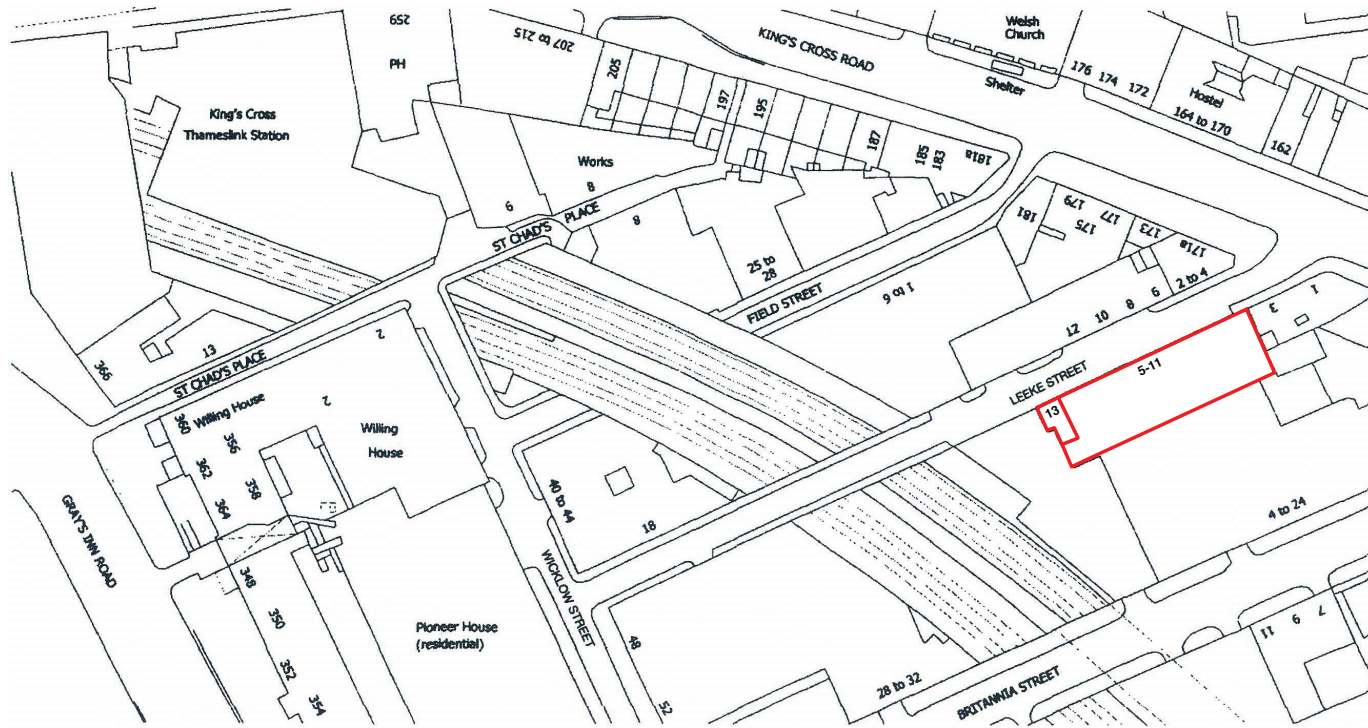 259
PH
207 to 215
205
KING'S CROSS ROAD
Welsh
Church
Shelter
176
174
172
Hostel
164 to 170
162
King's Cross
Thameslink Station
197
195
187
185
183
181a
Works
8
6
ST CHAD'S PLACE
8
25 to
28
FIELD STREET
1 to 6
181
179
177
175
173
171a
2 to 4
6
8
10
12
1
3
LEEKE STREET
5-11
13
366
13
ST CHAD'S PLACE
2
2
Willing House
Willing
House
360
356
362
358
364
GRAY'S INN ROAD
348
350
352
354
Pioneer House
(residential)
40 to 44
18
WICKLOW STREET
48
52
4 to 24
28 to 32
BRITANNIA STREET
11
9
7